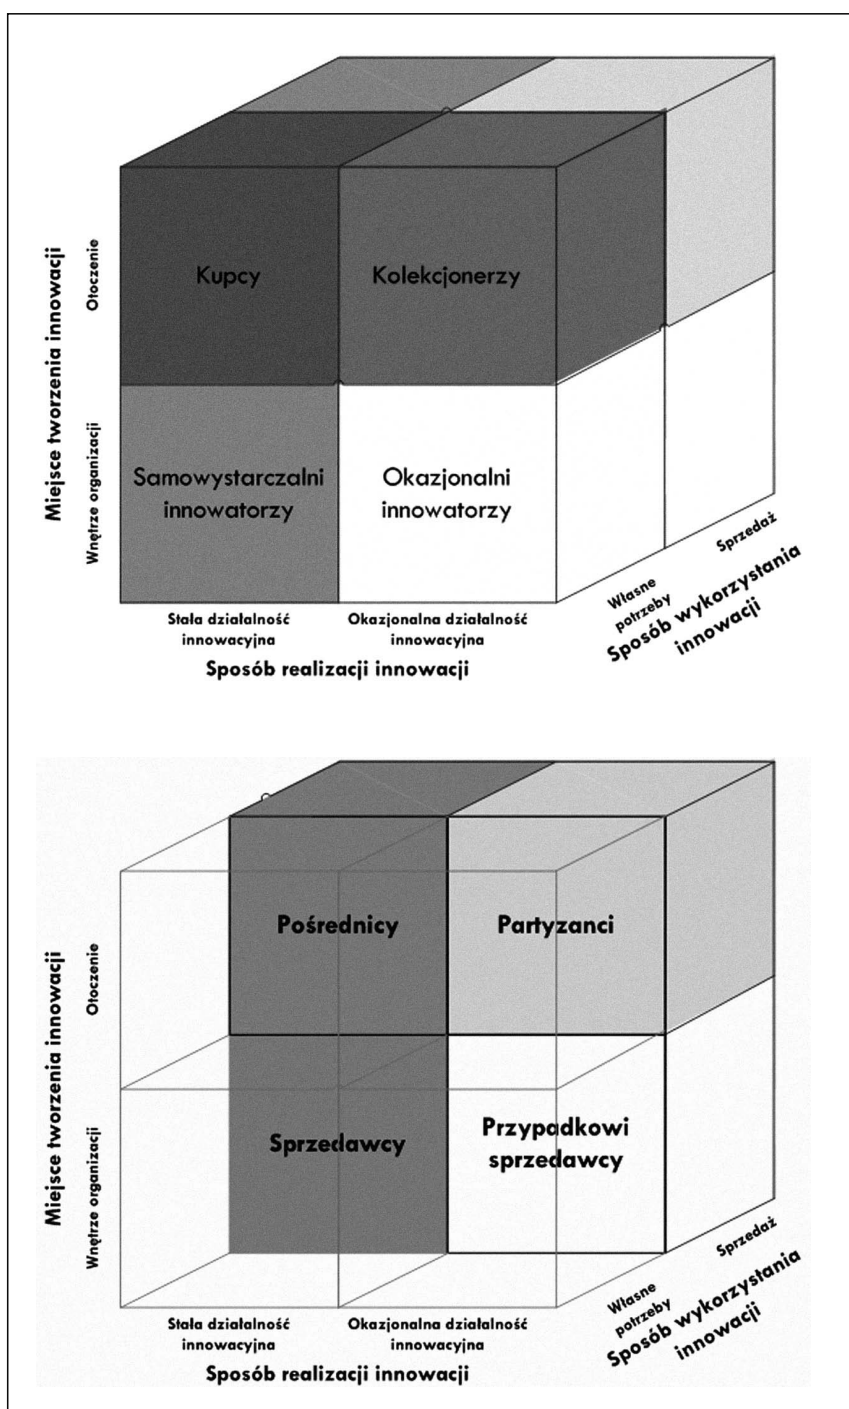 Miejsce tworzenia innowacji
Otoczenie
Wnętrze organizacji
Kupcy
Kolekcjonerzy
Samowystarczalni
innowatorzy
Okazjonalni
innowatorzy
Stała działalność
innowacyjna
Okazjonalna działalność
innowacyjna
Sposób realizacji innowacji
Własne
potrzeby
Sprzedaż
Sposób wykorzystania
innowacji
Miejsce tworzenia innowacji
Otoczenie
Wnętrze organizacji
Pośrednicy
Partyzanci
Sprzedawcy
Przypadkowi
sprzedawcy
Stała działalność
innowacyjna
Okazjonalna działalność
innowacyjna
Sposób realizacji innowacji
Własne
potrzeby
Sprzedaż
Sposób wykorzystania
innowacji